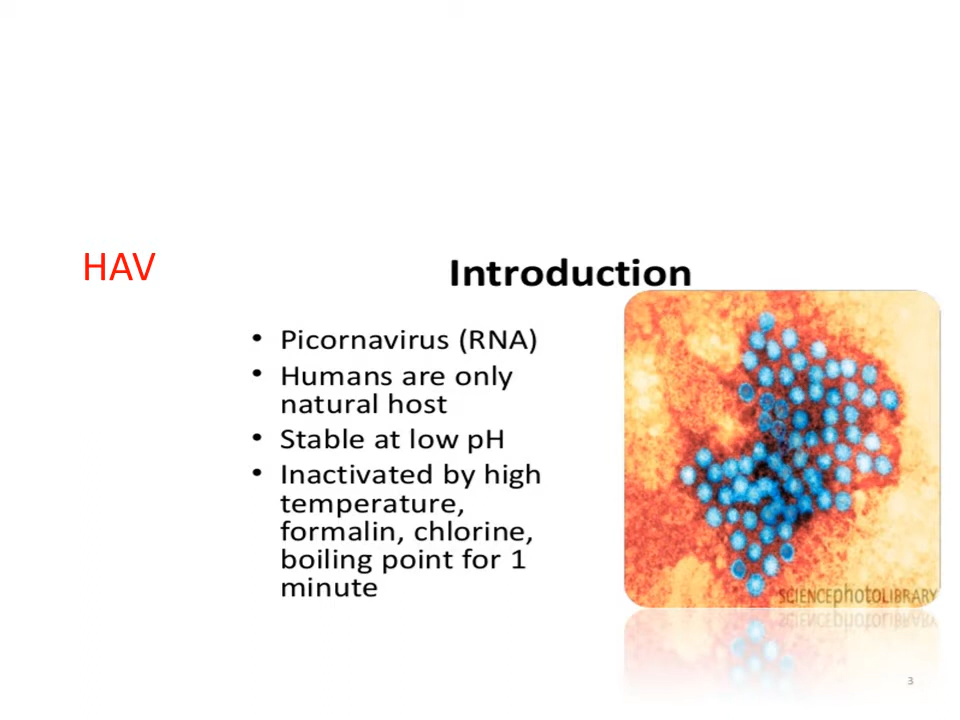 HAV
Introduction
• Picornavirus (RNA)
• Humans are only
natural host
• Stable at low pH
• Inactivated by high
temperature,
formalin, chlorine,
boiling point for 1
minute
SCIENCEphotoLIBRARY
3